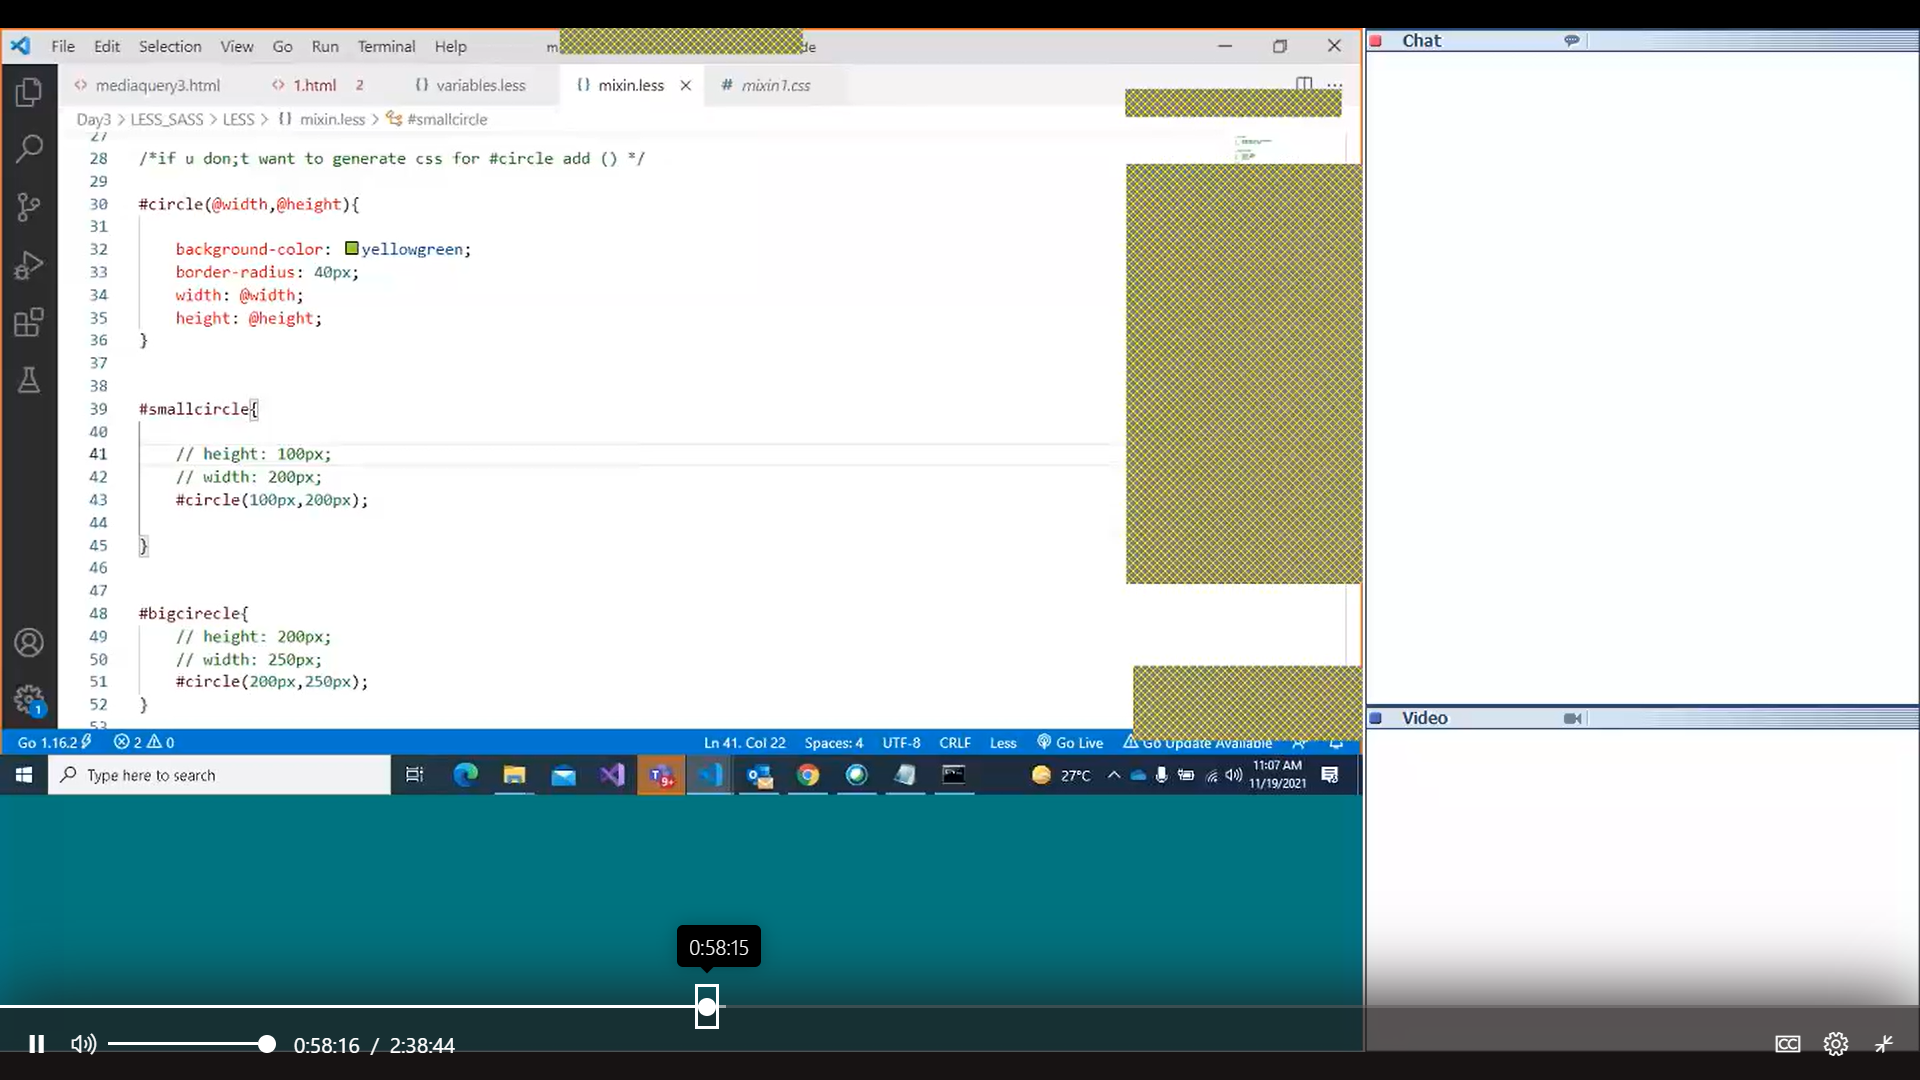 File Edit Selection View Go Run Terminal Help
mediaquery3.html 1.html 2 variables.less mixin.less mixin1.css
Day3 > LESS_SASS > LESS > {} mixin.less > #smallcircle
27
28 /*if u don;t want to generate css for #circle add () */
29
30 #circle(@width,@height){
31
32 background-color: yellowgreen;
33 border-radius: 40px;
34 width: @width;
35 height: @height;
36 }
37
38
39 #smallcircle{
40
41 // height: 100px;
42 // width: 200px;
43 #circle(100px,200px);
44
45 }
46
47
48 #bigcirecle{
49 // height: 200px;
50 // width: 250px;
51 #circle(200px,250px);
52 }
53
1
Go 1.16.2 2 0 Ln 41, Col 22 Spaces: 4 UTF-8 CRLF Less Go Live Go Update Available
Type here to search
9+
27°C
11:07 AM
11/19/2021
Chat
Video
0:58:15
0:58:16 / 2:38:44
CC